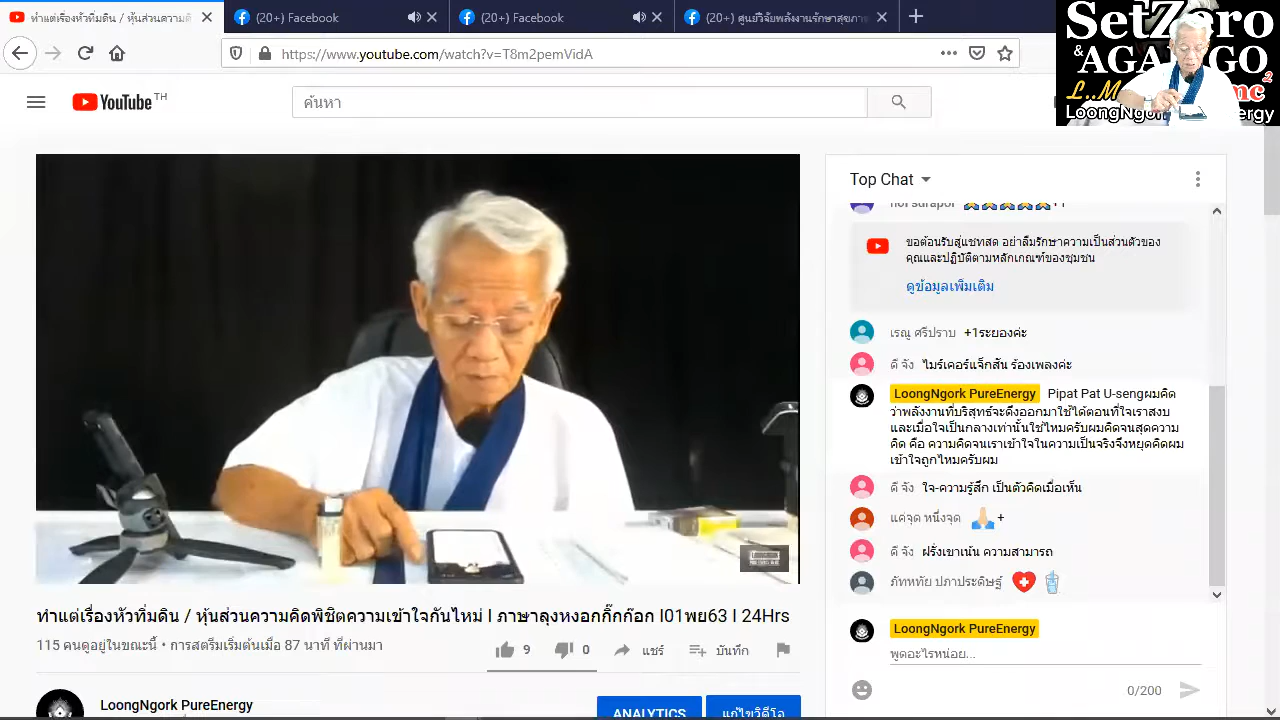 ทำแต่เรื่องหัวทิ่มดิน / หุ้นส่วนความคิ
(20+) Facebook
(20+) Facebook
(20+) ศูนย์วิจัยพลังงานรักษาสุขภา
https://www.youtube.com/watch?v=T8m2pemVidA
SetZero
&
LoongNgor
YouTube TH
ค้นหา
Top Chat
ขอต้อนรับสู่แชทสด อย่าลืมรักษาความเป็นส่วนตัวของ
คุณและปฏิบัติตามหลักเกณฑ์ของชุมชน
ดูข้อมูลเพิ่มเติม
เรณู ศรีปราบ +1ระยองค่ะ
ดี จัง ไมร์เคอร์แจ็กสัน ร้องเพลงค่ะ
LoongNgork PureEnergy Pipat Pat U-sengผมคิด
ว่าพลังงานที่บริสุทธ์จะดึงออกมาใช้ได้ตอนที่ใจเราสงบ
และเมื่อใจเป็นกลางเท่านั้นใช่ไหมครับผมคิดจนสุดความ
คิด คือ ความคิดจนเราเข้าใจในความเป็นจริงจึงหยุดคิดผม
เข้าใจถูกไหมครับผม
ดี จัง ใจ-ความรู้สึก เป็นตัวคิดเมื่อเห็น
แค่จุด หนึ่งจุด 🙏+
ดี จัง ฝรั่งเขาเน้น ความสามารถ
ภัททหัย ปภาประดิษฐ์
LoongNgork PureEnergy
พูดอะไรหน่อย...
0/200
ทำแต่เรื่องหัวทิ่มดิน / หุ้นส่วนความคิดพิชิตความเข้าใจกันไหม่ I ภาษาลุงหงอกกิ๊กก๊อก I01พย63 I 24Hrs
115 คนดูอยู่ในขณะนี้ • การสตรีมเริ่มต้นเมื่อ 87 นาที ที่ผ่านมา
9
0
แชร์
บันทึก
LoongNgork PureEnergy
ANALYTICS
แก้ไขวิดีโอ